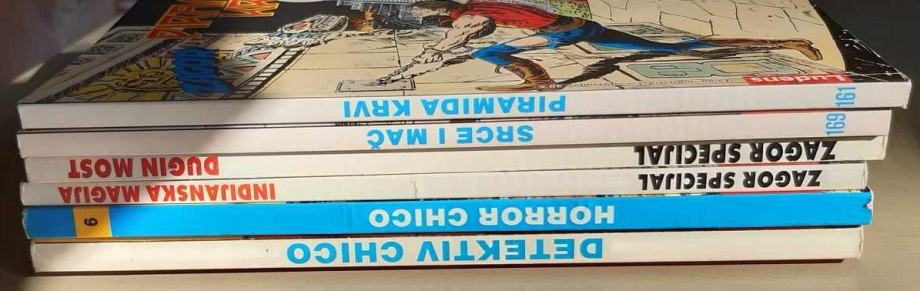 Ludens
PIRAMIDA KRVI 161
SRCE I MAČ 169
ZAGOR SPECIJAL DUGIN MOST
ZAGOR SPECIJAL INDIJANSKA MAGIJA
HORROR CHICO 6
DETEKTIV CHICO